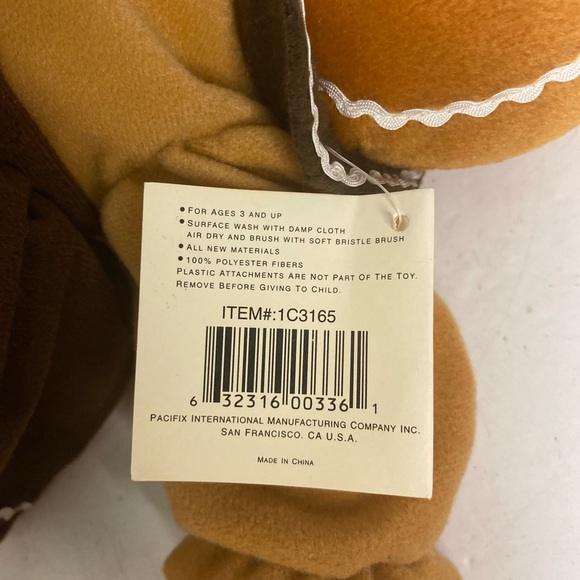 • FOR AGES 3 AND UP
• SURFACE WASH WITH DAMP CLOTH
AIR DRY AND BRUSH WITH SOFT BRISTLE BRUSH
• ALL NEW MATERIALS
• 100% POLYESTER FIBERS
PLASTIC ATTACHMENTS ARE NOT PART OF THE TOY.
REMOVE BEFORE GIVING TO CHILD.
ITEM#:1C3165
6 32316 00336 1
PACIFIX INTERNATIONAL MANUFACTURING COMPANY INC.
SAN FRANCISCO. CA U.S.A.
MADE IN CHINA